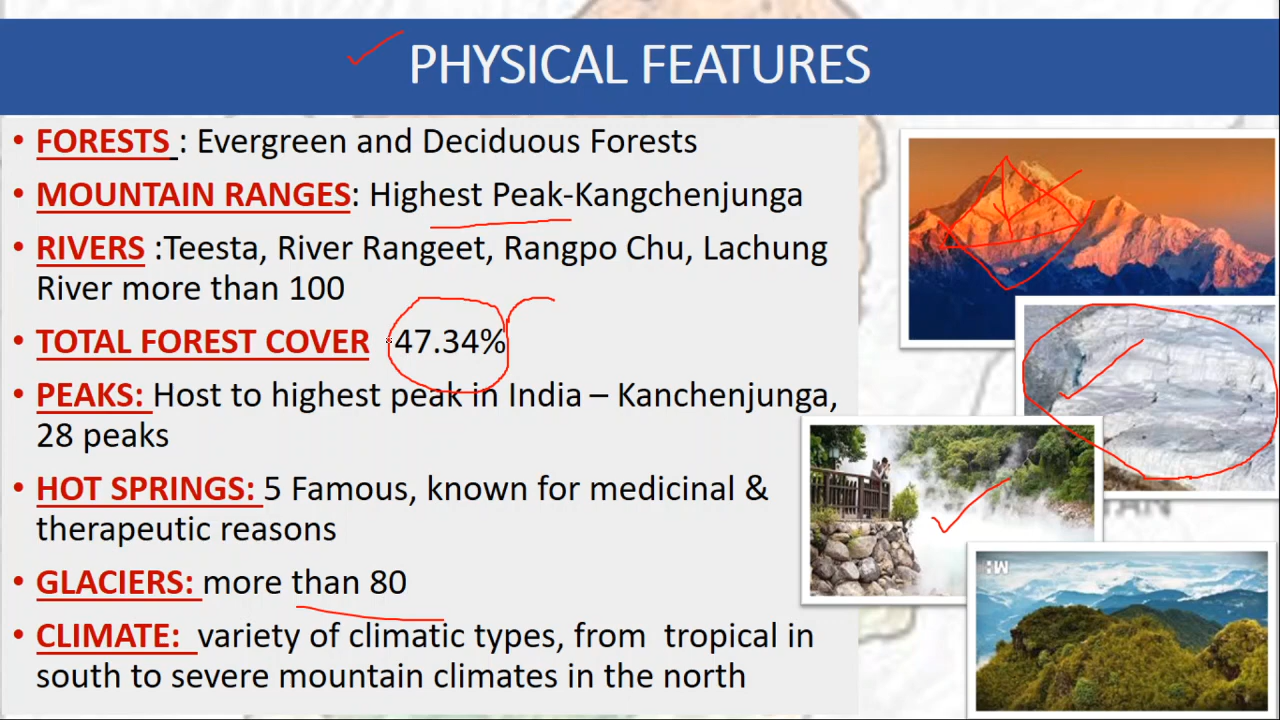 PHYSICAL FEATURES
• FORESTS : Evergreen and Deciduous Forests
• MOUNTAIN RANGES: Highest Peak-Kangchenjunga
• RIVERS :Teesta, River Rangeet, Rangpo Chu, Lachung
River more than 100
• TOTAL FOREST COVER 47.34%
• PEAKS: Host to highest peak in India – Kanchenjunga,
28 peaks
• HOT SPRINGS: 5 Famous, known for medicinal &
therapeutic reasons
• GLACIERS: more than 80
• CLIMATE: variety of climatic types, from tropical in
south to severe mountain climates in the north